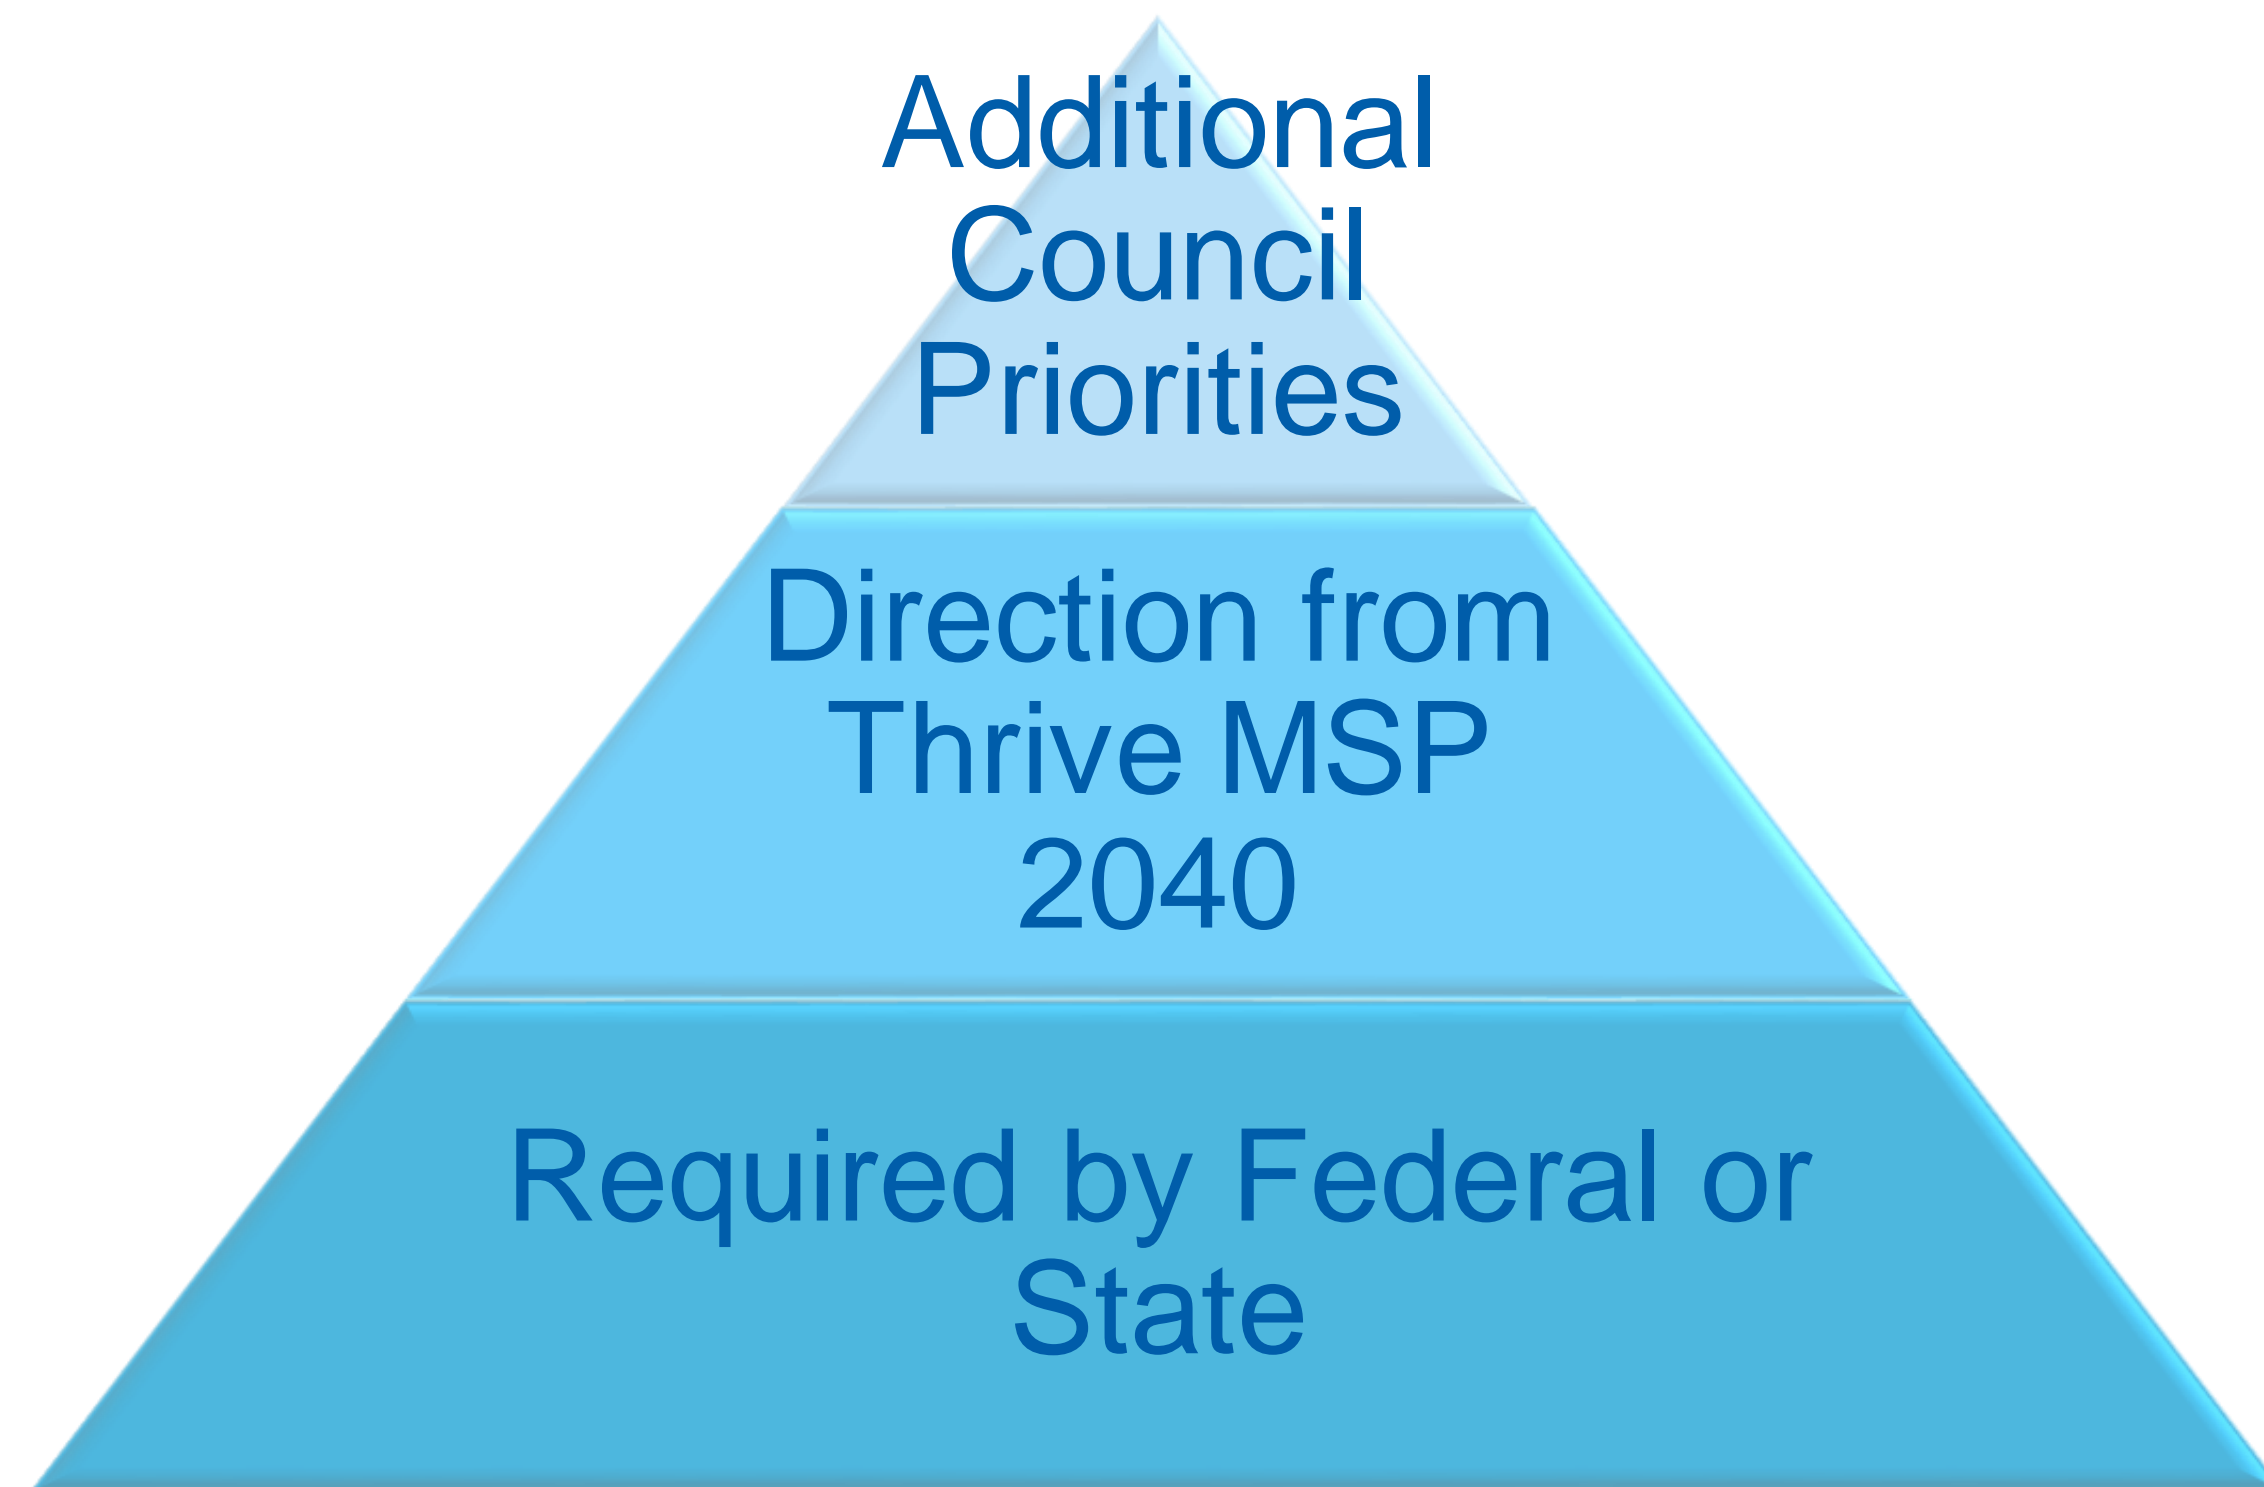 Additional
Council
Priorities
Direction from
Thrive MSP
2040
Required by Federal or
State